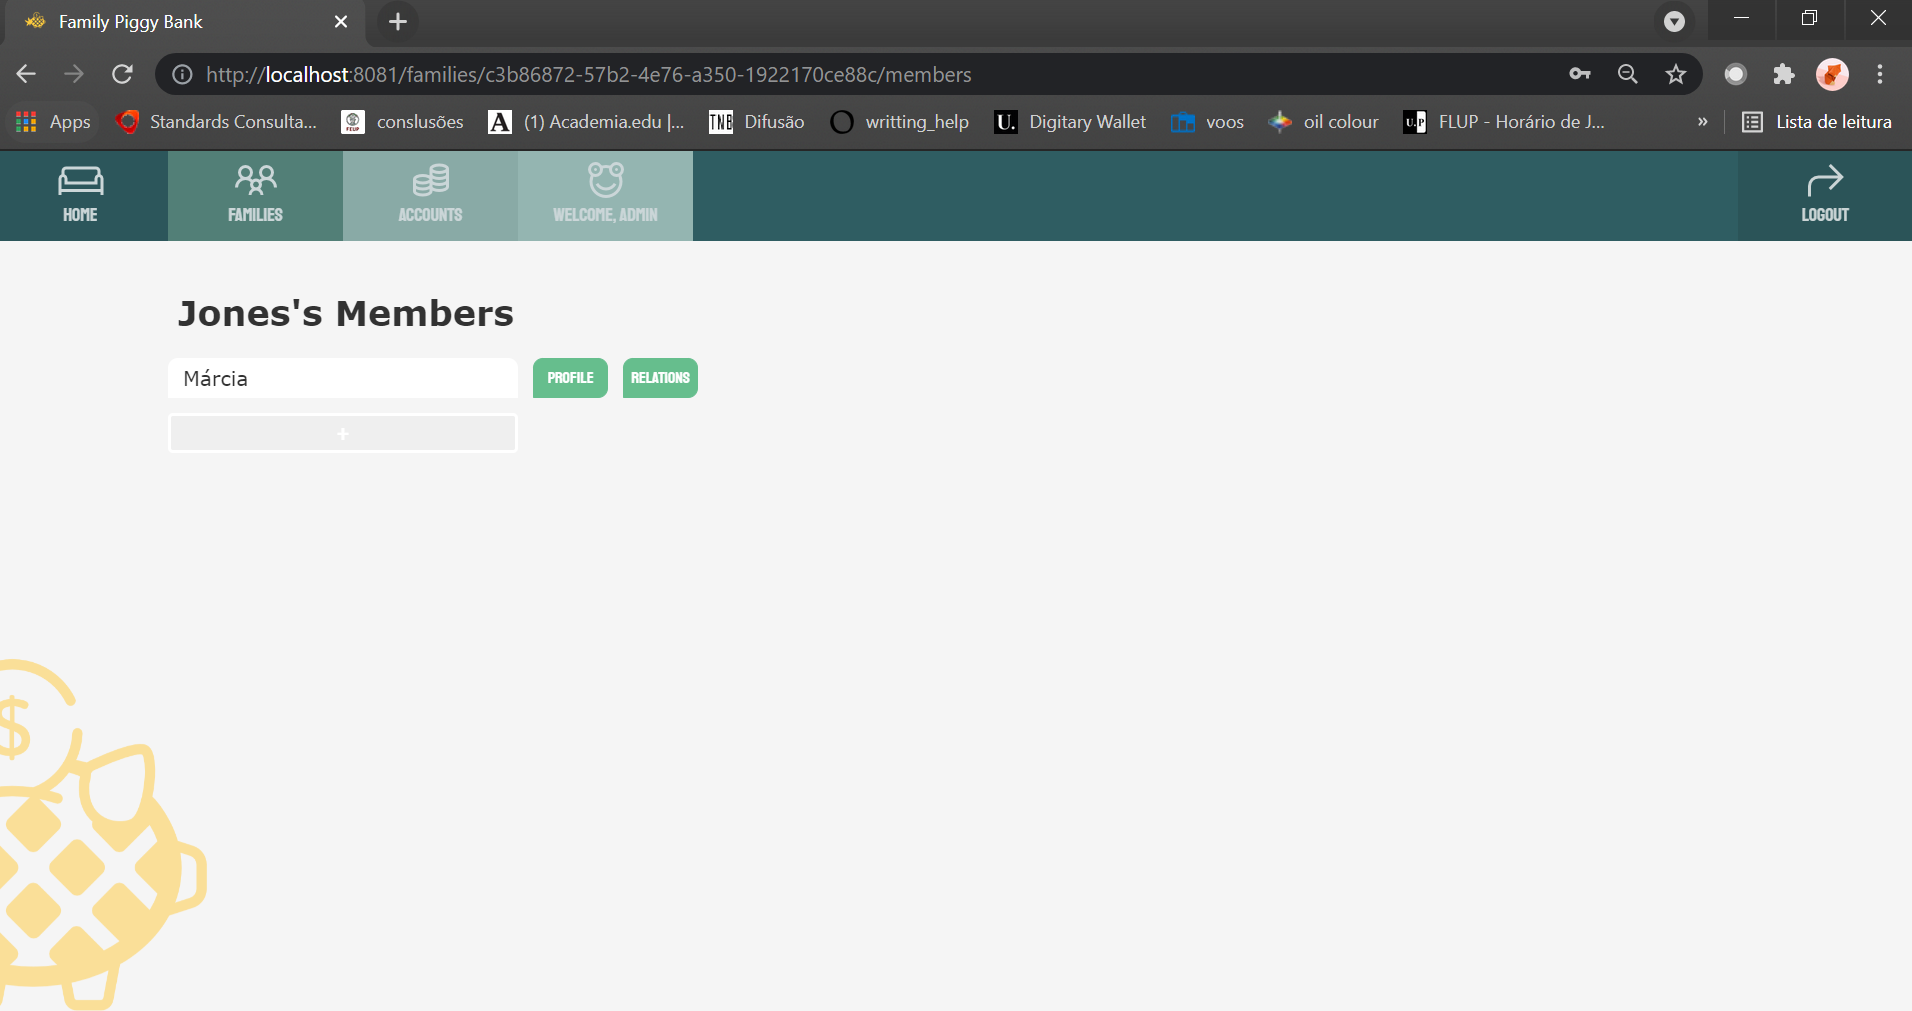 Family Piggy Bank
http://localhost:8081/families/c3b86872-57b2-4e76-a350-1922170ce88c/members
Apps Standards Consulta... conslusões (1) Academia.edu |... Difusão writting_help Digitary Wallet voos oil colour FLUP - Horário de J... » Lista de leitura
HOME FAMILIES ACCOUNTS WELCOME, ADMIN LOGOUT
Jones's Members
Márcia PROFILE RELATIONS
+
$